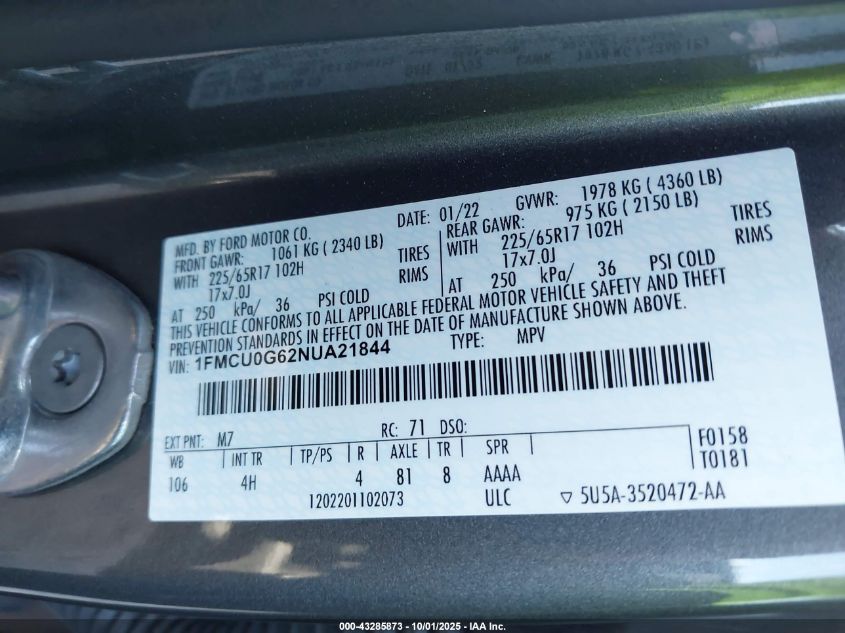 MFD. BY FORD MOTOR CO. DATE: 01/22 GVWR: 1978 KG ( 4360 LB)
FRONT GAWR: 1061 KG ( 2340 LB) REAR GAWR: 975 KG ( 2150 LB)
WITH 225/65R17 102H TIRES WITH 225/65R17 102H TIRES
17x7.0J RIMS 17x7.0J RIMS
AT 250 kPa/ 36 PSI COLD AT 250 kPa/ 36 PSI COLD
THIS VEHICLE CONFORMS TO ALL APPLICABLE FEDERAL MOTOR VEHICLE SAFETY AND THEFT
PREVENTION STANDARDS IN EFFECT ON THE DATE OF MANUFACTURE SHOWN ABOVE.
VIN: 1FMCU0G62NUA21844 TYPE: MPV
EXT PNT: M7 RC: 71 DSO: F0158
WB INT TR TP/PS R AXLE TR SPR T0181
106 4H 4 81 8 AAAA
1202201102073 ULC ▽ 5U5A-3520472-AA
000-43285873 | 10/01/2025 - IAA Inc.